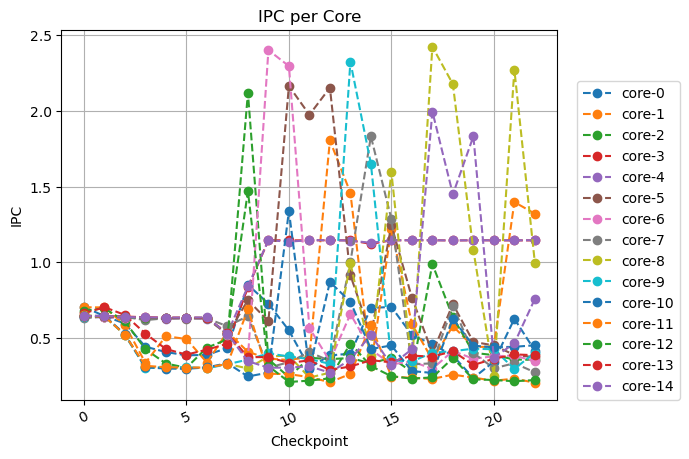 IPC per Core
2.5
2.0
1.5
1.0
0.5
IPC
0
5
10
15
20
Checkpoint
core-0
core-1
core-2
core-3
core-4
core-5
core-6
core-7
core-8
core-9
core-10
core-11
core-12
core-13
core-14